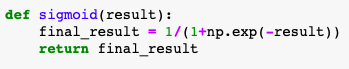 def sigmoid(result):
    final_result = 1/(1+np.exp(-result))
    return final_result